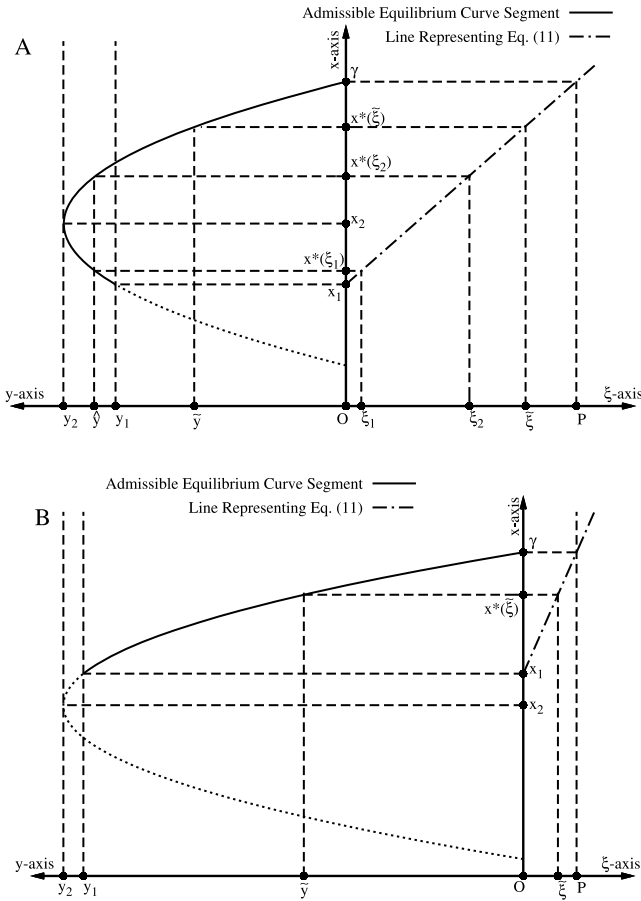 Admissible Equilibrium Curve Segment
Line Representing Eq. (11)
A
x-axis
γ
x*(ξ̃)
x*(ξ₂)
x₂
x*(ξ₁)
x₁
y-axis
ξ-axis
y₂ ŷ y₁ ỹ O ξ₁ ξ₂ ξ̃ P
Admissible Equilibrium Curve Segment
Line Representing Eq. (11)
B
x-axis
γ
x*(ξ̃)
x₁
x₂
y-axis
ξ-axis
y₂ y₁ ỹ O ξ̃ P